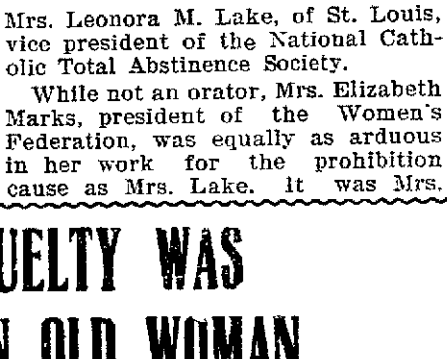 Mrs. Leonora M. Lake, of St. Louis,
vice president of the National Cath-
olic Total Abstinence Society.
While not an orator, Mrs. Elizabeth
Marks, president of the Women's
Federation, was equally as arduous
in her work for the prohibition
cause as Mrs. Lake. It was Mrs.
UELTY WAS
N OLD WOMAN